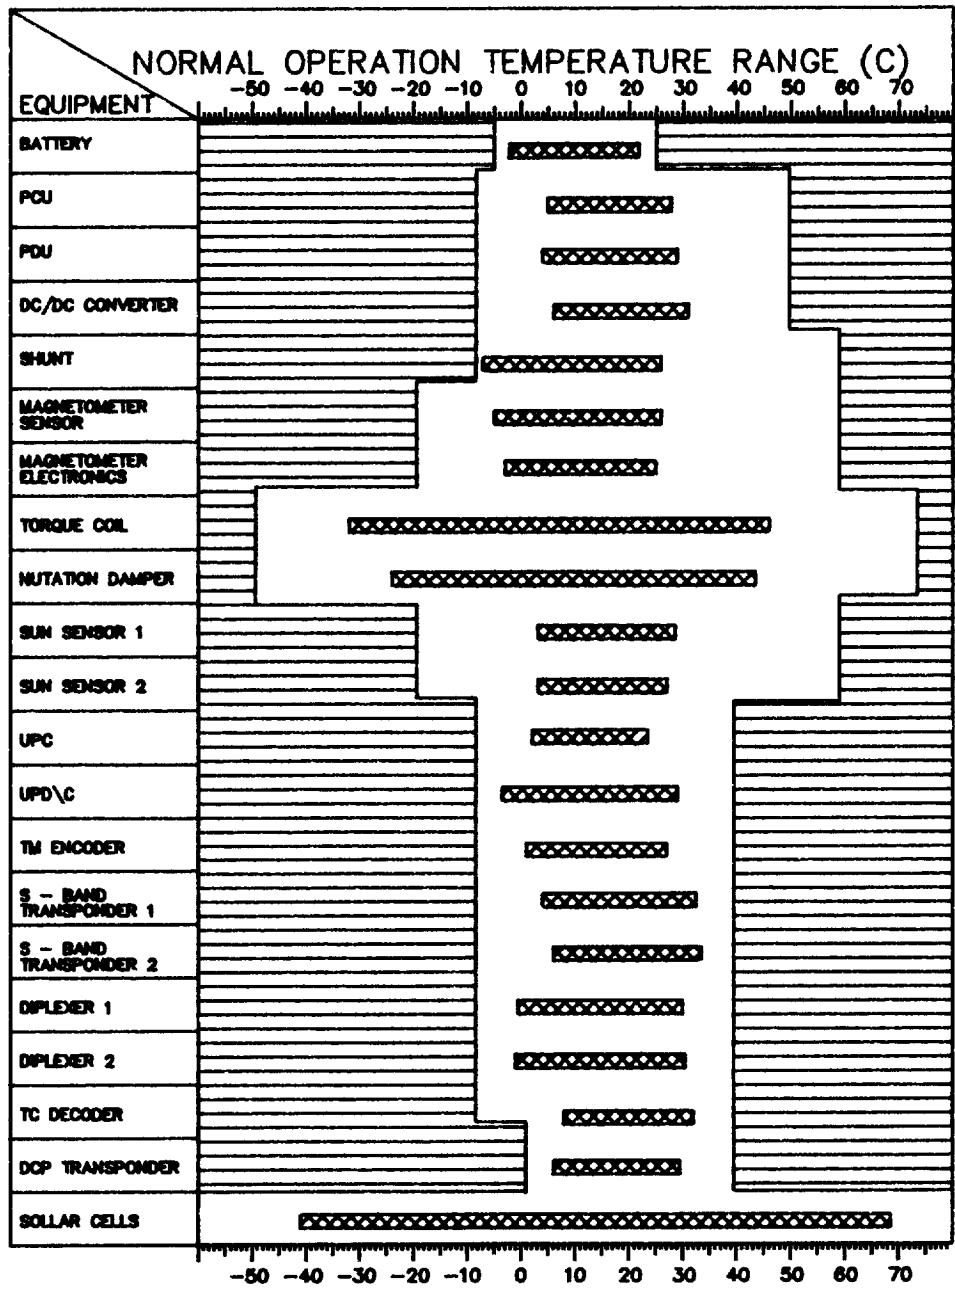 NORMAL OPERATION TEMPERATURE RANGE (C)
-50 -40 -30 -20 -10 0 10 20 30 40 50 60 70
EQUIPMENT
BATTERY
PCU
PDU
DC/DC CONVERTER
SHUNT
MAGNETOMETER
SENSOR
MAGNETOMETER
ELECTRONICS
TORQUE COIL
NUTATION DAMPER
SUN SENSOR 1
SUN SENSOR 2
UPC
UPD\C
TM ENCODER
S - BAND
TRANSPONDER 1
S - BAND
TRANSPONDER 2
DIPLEXER 1
DIPLEXER 2
TC DECODER
DCP TRANSPONDER
SOLLAR CELLS
-50 -40 -30 -20 -10 0 10 20 30 40 50 60 70